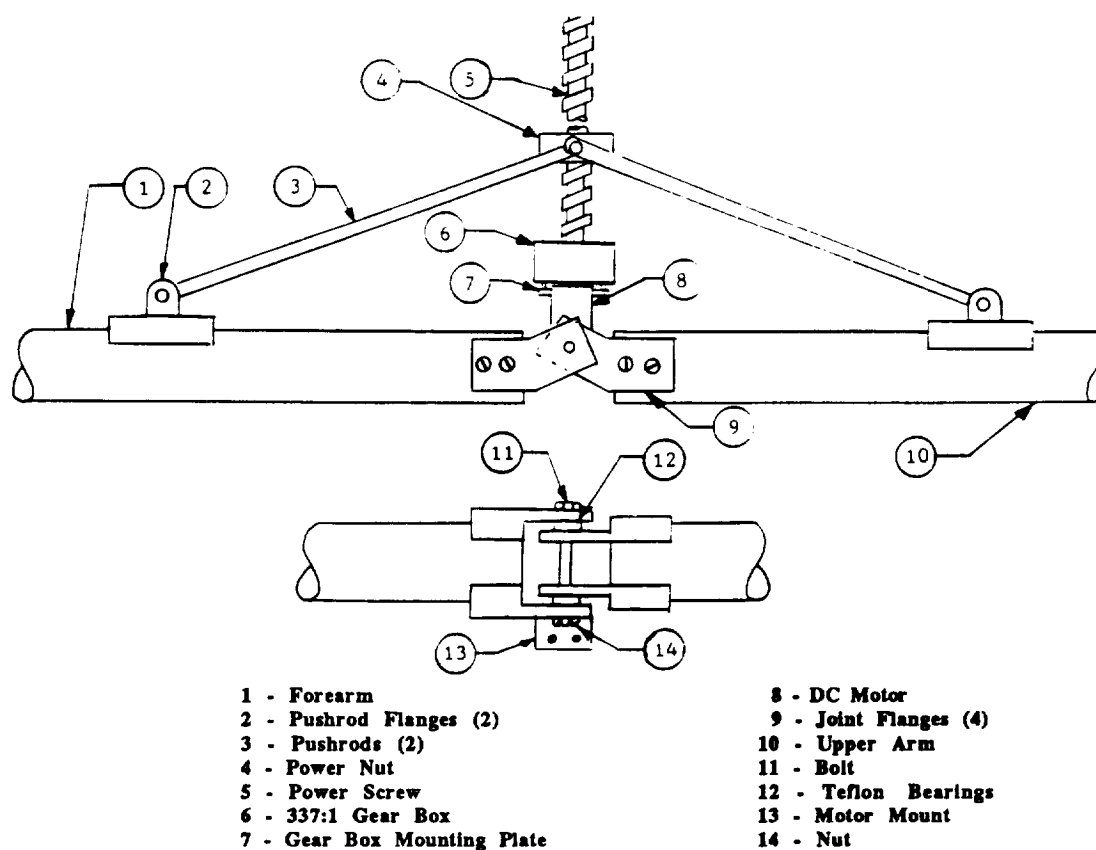 5
4
1
2
3
6
7
8
9
10
11
12
13
14
1 - Forearm
2 - Pushrod Flanges (2)
3 - Pushrods (2)
4 - Power Nut
5 - Power Screw
6 - 337:1 Gear Box
7 - Gear Box Mounting Plate
8 - DC Motor
9 - Joint Flanges (4)
10 - Upper Arm
11 - Bolt
12 - Teflon Bearings
13 - Motor Mount
14 - Nut